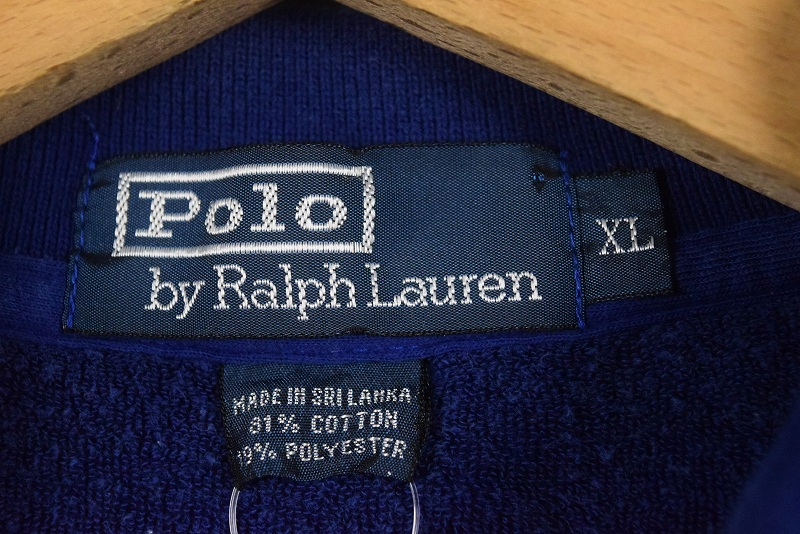 Polo
by Ralph Lauren
XL
MADE IN SRI LANKA
81% COTTON
19% POLYESTER